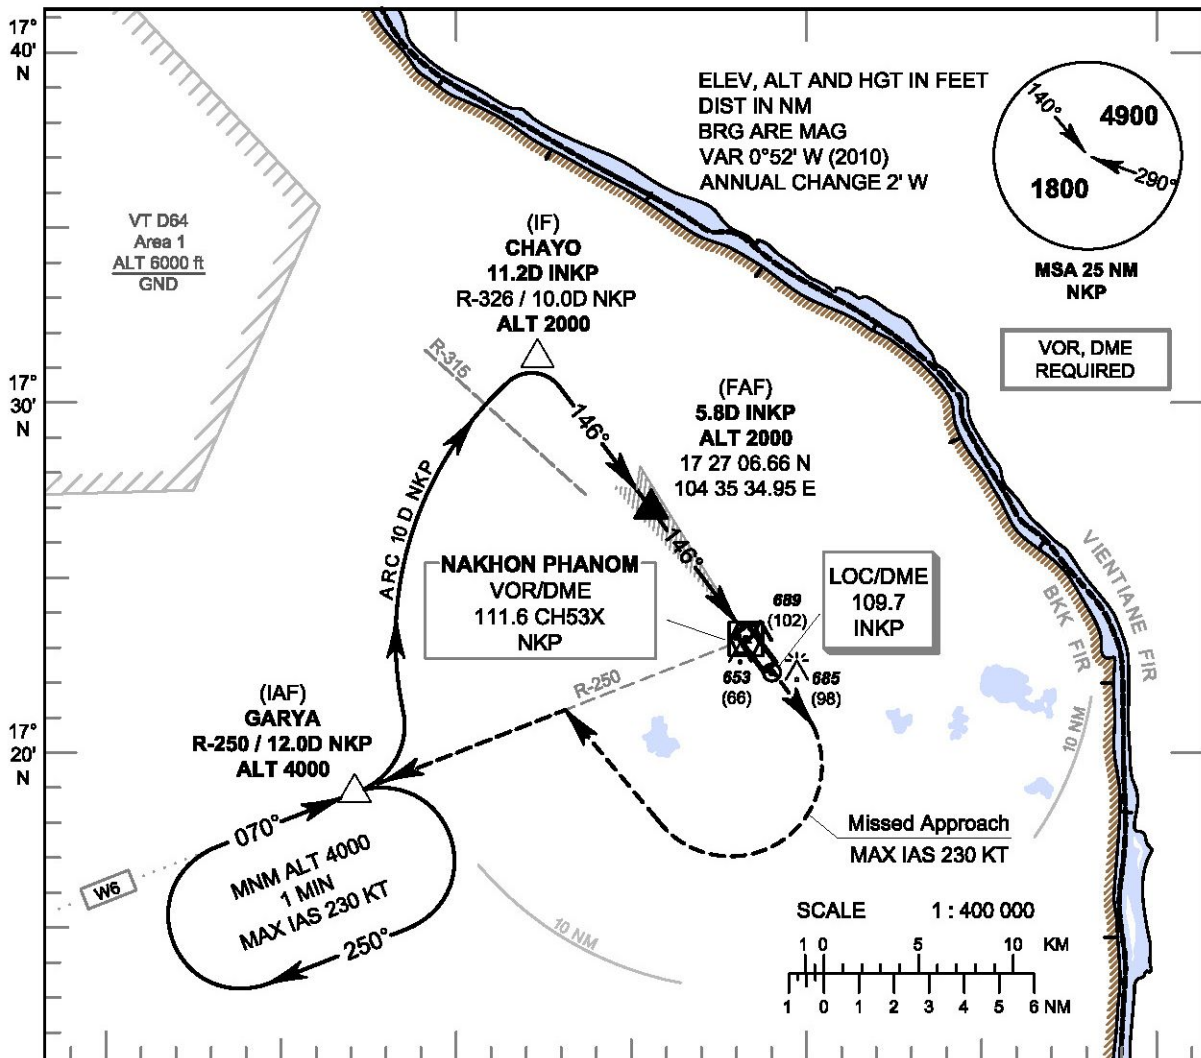 17°
40'
N
ELEV, ALT AND HGT IN FEET
DIST IN NM
BRG ARE MAG
VAR 0°52' W (2010)
ANNUAL CHANGE 2' W
140°
4900
290°
1800
MSA 25 NM
NKP
VT D64
Area 1
ALT 6000 ft
GND
(IF)
CHAYO
11.2D INKP
R-326 / 10.0D NKP
ALT 2000
VOR, DME
REQUIRED
R-315
17°
30'
N
(FAF)
5.8D INKP
ALT 2000
17 27 06.66 N
104 35 34.95 E
146°
146°
ARC 10 D NKP
NAKHON PHANOM
VOR/DME
111.6 CH53X
NKP
LOC/DME
109.7
INKP
689
(102)
653
(66)
685
(98)
VIENTIANE FIR
BKK FIR
R-250
(IAF)
GARYA
R-250 / 12.0D NKP
ALT 4000
17°
20'
N
10 NM
Missed Approach
MAX IAS 230 KT
070°
MNM ALT 4000
1 MIN
MAX IAS 230 KT
250°
W6
10 NM
SCALE 1 : 400 000
1 0 5 10 KM
1 0 1 2 3 4 5 6 NM